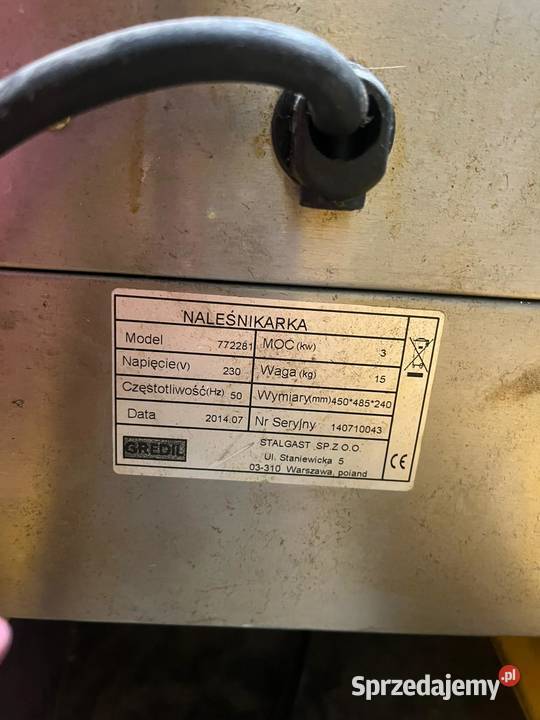 NALEŚNIKARKA
Model 772281 MOC(kw) 3
Napięcie(V) 230 Waga(kg) 15
Częstotliwość(Hz) 50 Wymiary(mm)450*485*240
Data 2014.07 Nr Seryjny 140710043
GREDIL STALGAST SP.Z O.O.
Ul. Staniewicka 5
03-310 Warszawa, poland
CE
Sprzedajemy.pl